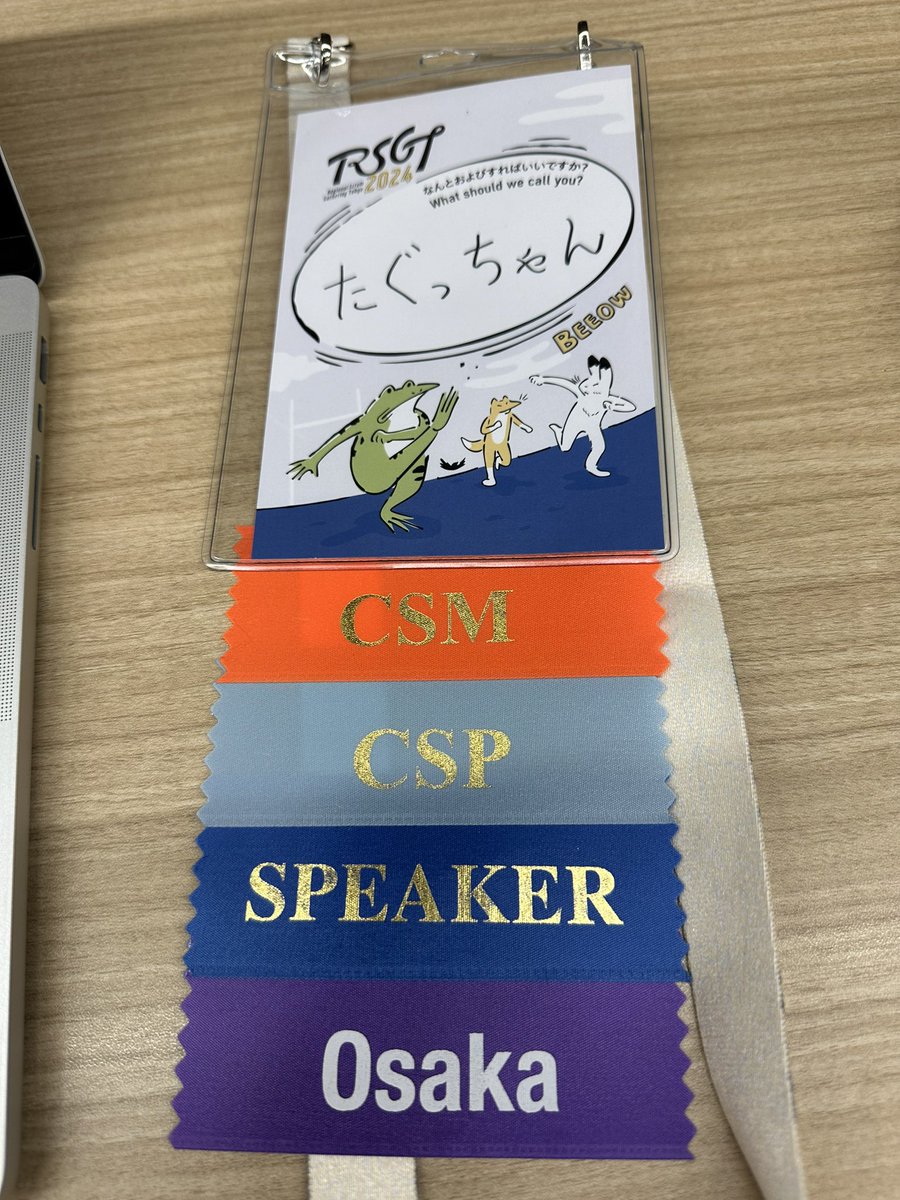 RSGT
Regional Scrum
Gathering Tokyo
2024
なんとおよびすればいいですか?
What should we call you?
たぐっちゃん
BEEOW
CSM
CSP
SPEAKER
Osaka